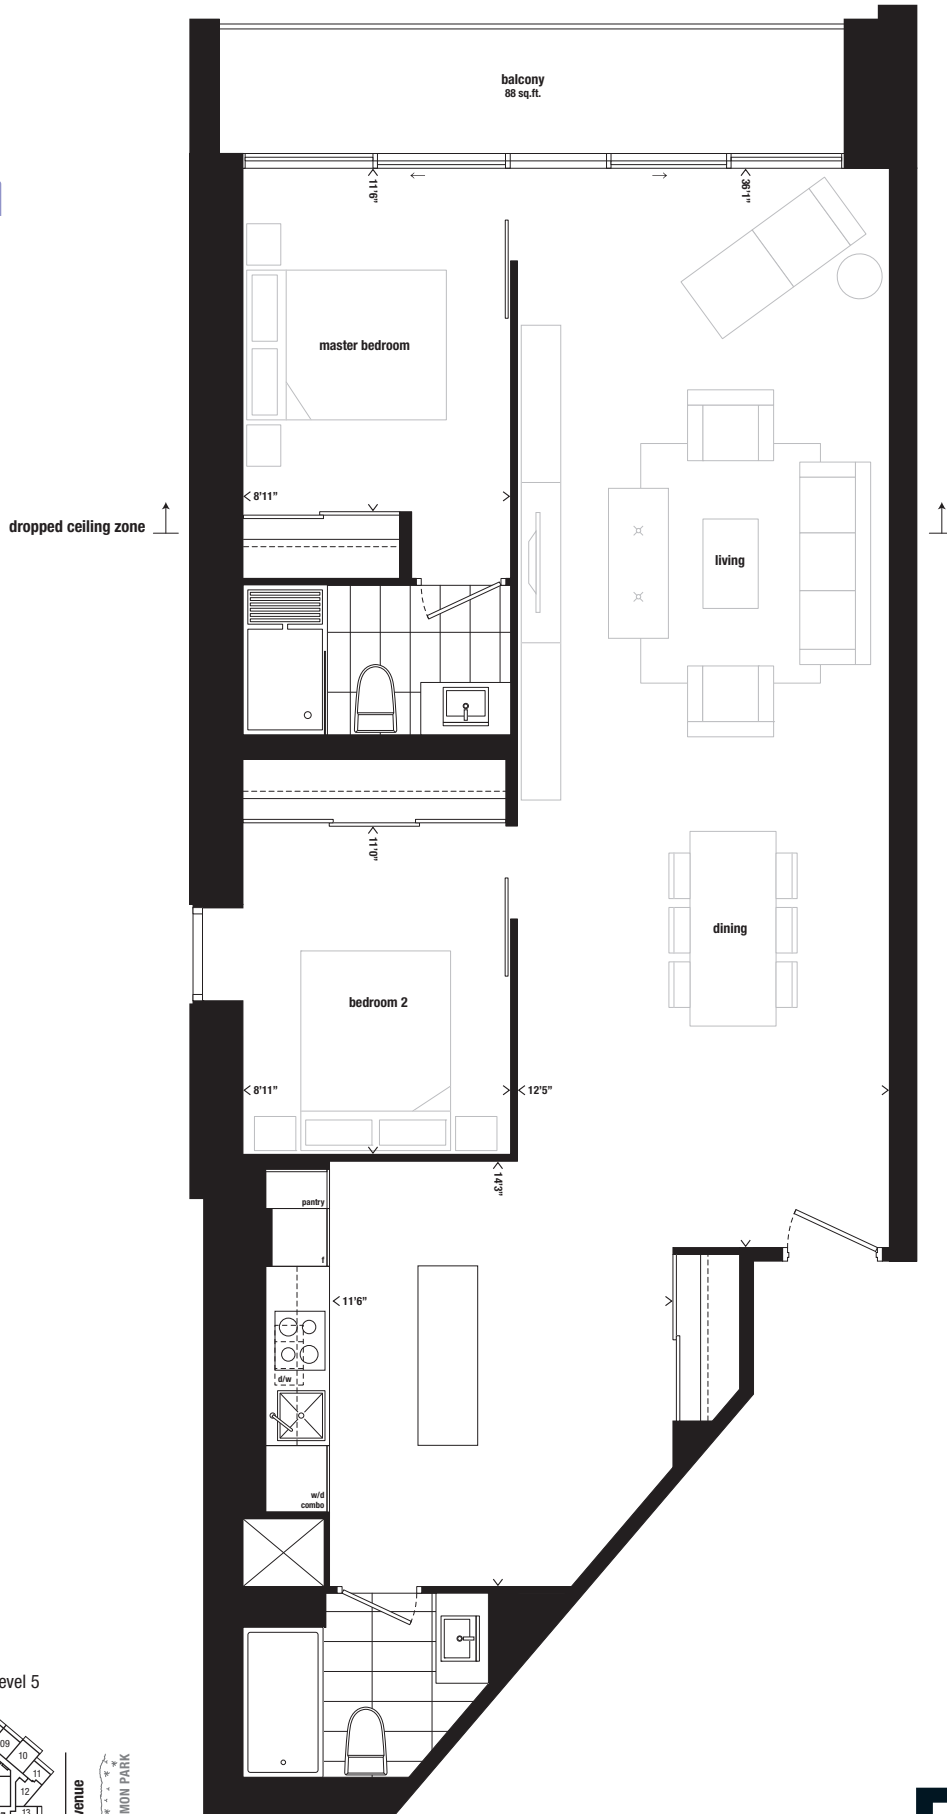 balcony
88 sq.ft.
11'6"
36'1"
master bedroom
8'11"
dropped ceiling zone
living
11'0"
dining
bedroom 2
8'11"
12'5"
14'3"
pantry
f
11'6"
d/w
w/d
combo
evel 5
09
10
11
12
13
venue
MON PARK